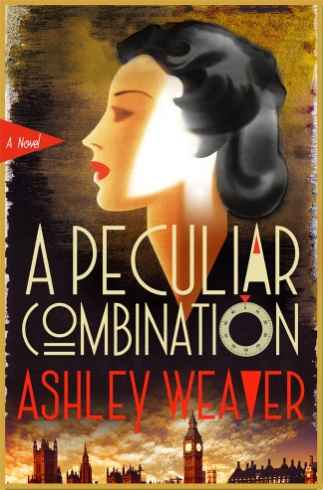 A Novel
A PECULIAR
COMBINATION
ASHLEY WEAVER